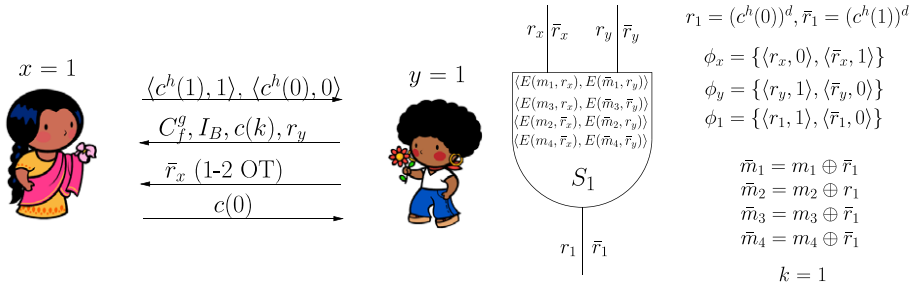 x = 1
⟨c^h(1), 1⟩, ⟨c^h(0), 0⟩
C_f^g, I_B, c(k), r_y
r̄_x (1-2 OT)
c(0)
y = 1
r_x r̄_x r_y r̄_y
⟨E(m_1, r_x), E(m̄_1, r_y)⟩
⟨E(m_3, r_x), E(m̄_3, r̄_y)⟩
⟨E(m_2, r̄_x), E(m̄_2, r_y)⟩
⟨E(m_4, r̄_x), E(m̄_4, r̄_y)⟩
S_1
r_1 r̄_1
r_1 = (c^h(0))^d, r̄_1 = (c^h(1))^d
ϕ_x = {⟨r_x, 0⟩, ⟨r̄_x, 1⟩}
ϕ_y = {⟨r_y, 1⟩, ⟨r̄_y, 0⟩}
ϕ_1 = {⟨r_1, 1⟩, ⟨r̄_1, 0⟩}
m̄_1 = m_1 ⊕ r̄_1
m̄_2 = m_2 ⊕ r_1
m̄_3 = m_3 ⊕ r̄_1
m̄_4 = m_4 ⊕ r̄_1
k = 1